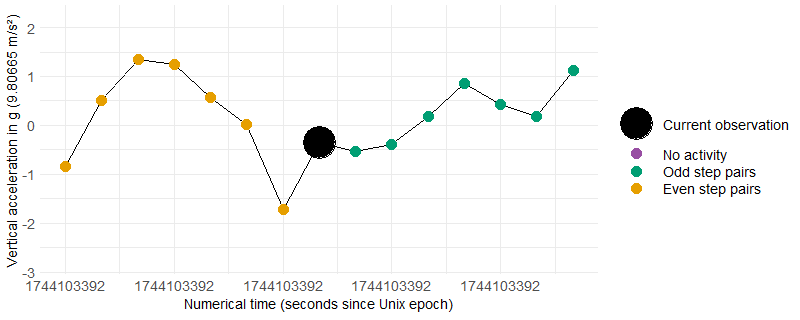 Vertical acceleration in g (9.80665 m/s²)
2
1
0
-1
-2
-3
1744103392 1744103392 1744103392 1744103392 1744103392
Numerical time (seconds since Unix epoch)
Current observation
No activity
Odd step pairs
Even step pairs